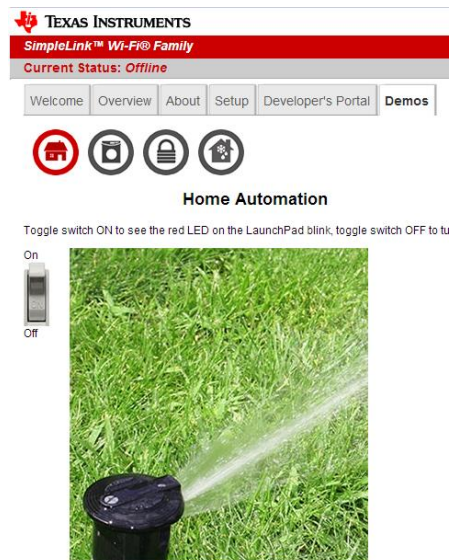 TEXAS INSTRUMENTS
SimpleLink™ Wi-Fi® Family
Current Status: Offline
Welcome Overview About Setup Developer's Portal Demos
Home Automation
Toggle switch ON to see the red LED on the LaunchPad blink, toggle switch OFF to tu
On
Off